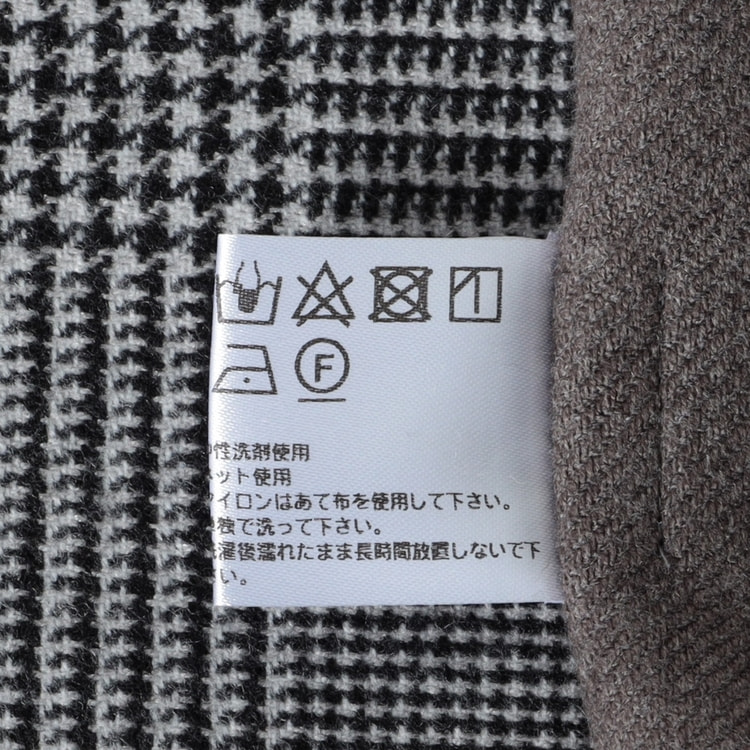 F
性洗剤使用
ット使用
イロンはあて布を使用して下さい。
独で洗って下さい。
濯後濡れたまま長時間放置しないで下
い。